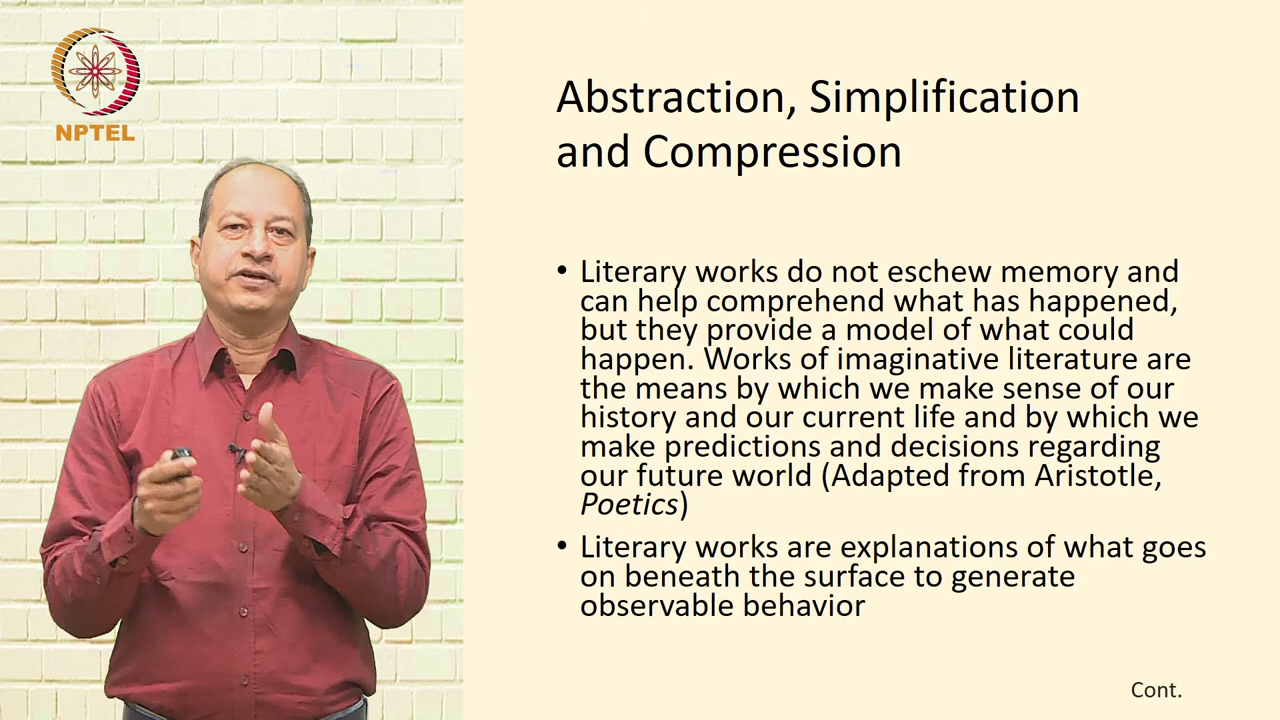 NPTEL
Abstraction, Simplification
and Compression
• Literary works do not eschew memory and
can help comprehend what has happened,
but they provide a model of what could
happen. Works of imaginative literature are
the means by which we make sense of our
history and our current life and by which we
make predictions and decisions regarding
our future world (Adapted from Aristotle,
Poetics)
• Literary works are explanations of what goes
on beneath the surface to generate
observable behavior
Cont.